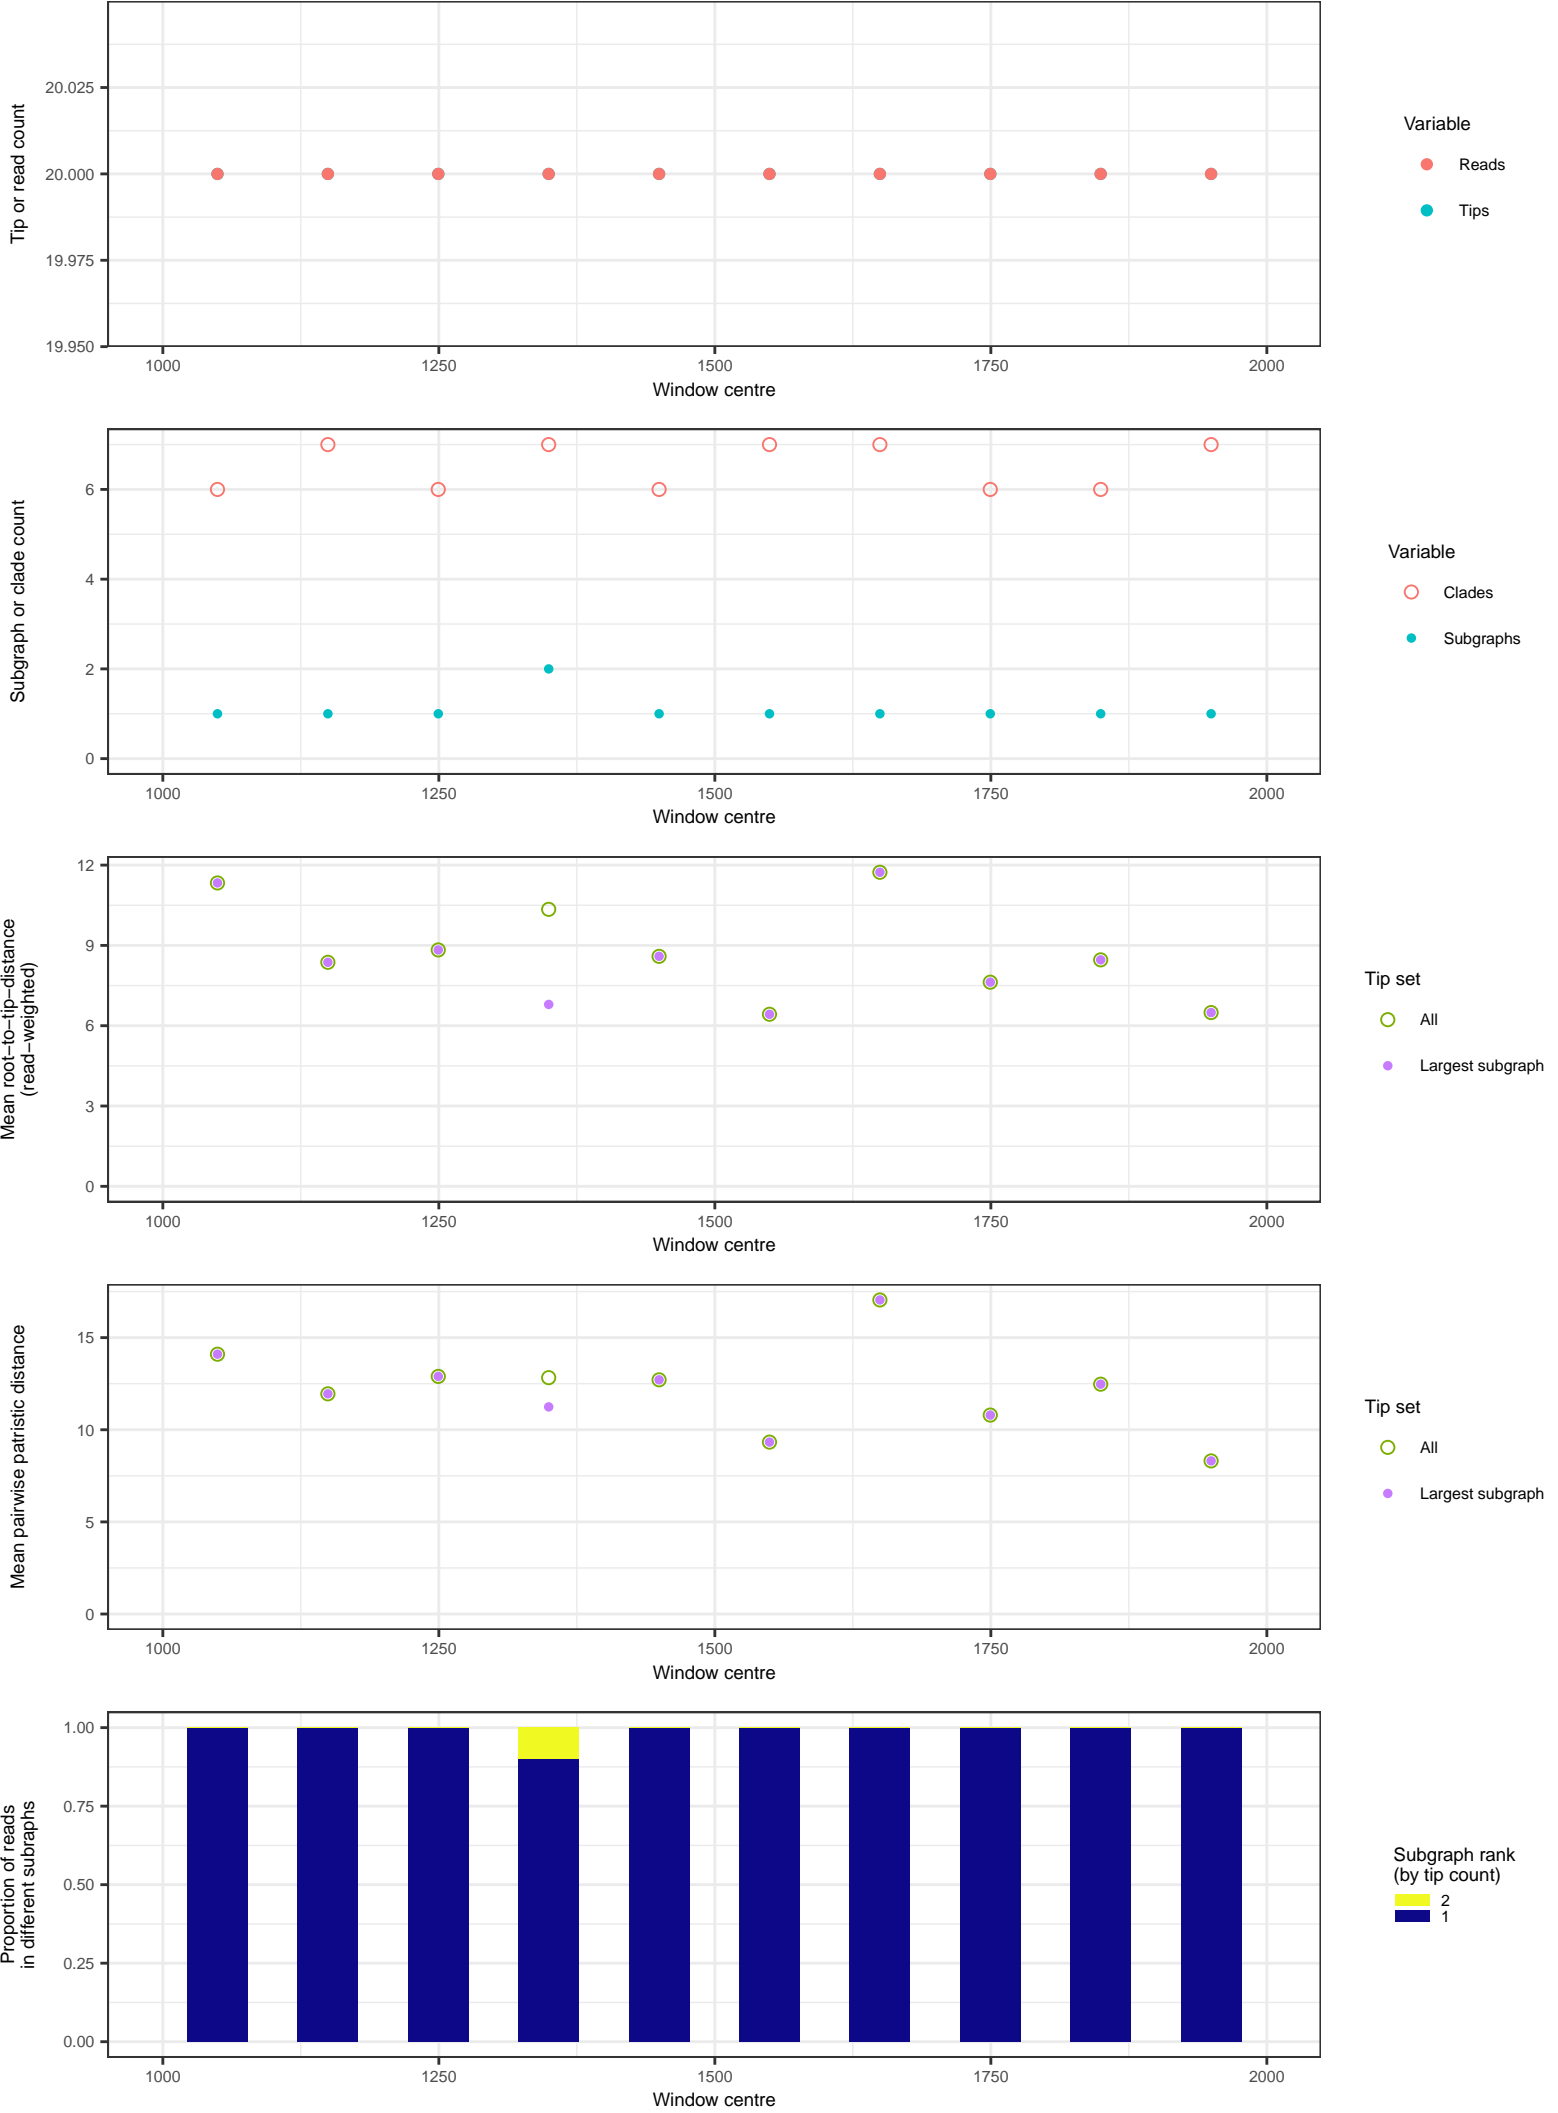 Tip or read count
20.025
20.000
19.975
19.950
1000 1250 1500 1750 2000
Window centre
Variable
Reads
Tips
Subgraph or clade count
6
4
2
0
1000 1250 1500 1750 2000
Window centre
Variable
Clades
Subgraphs
Mean root−to−tip−distance
(read−weighted)
12
9
6
3
0
1000 1250 1500 1750 2000
Window centre
Tip set
All
Largest subgraph
Mean pairwise patristic distance
15
10
5
0
1000 1250 1500 1750 2000
Window centre
Tip set
All
Largest subgraph
Proportion of reads
in different subraphs
1.00
0.75
0.50
0.25
0.00
1000 1250 1500 1750 2000
Window centre
Subgraph rank
(by tip count)
2
1